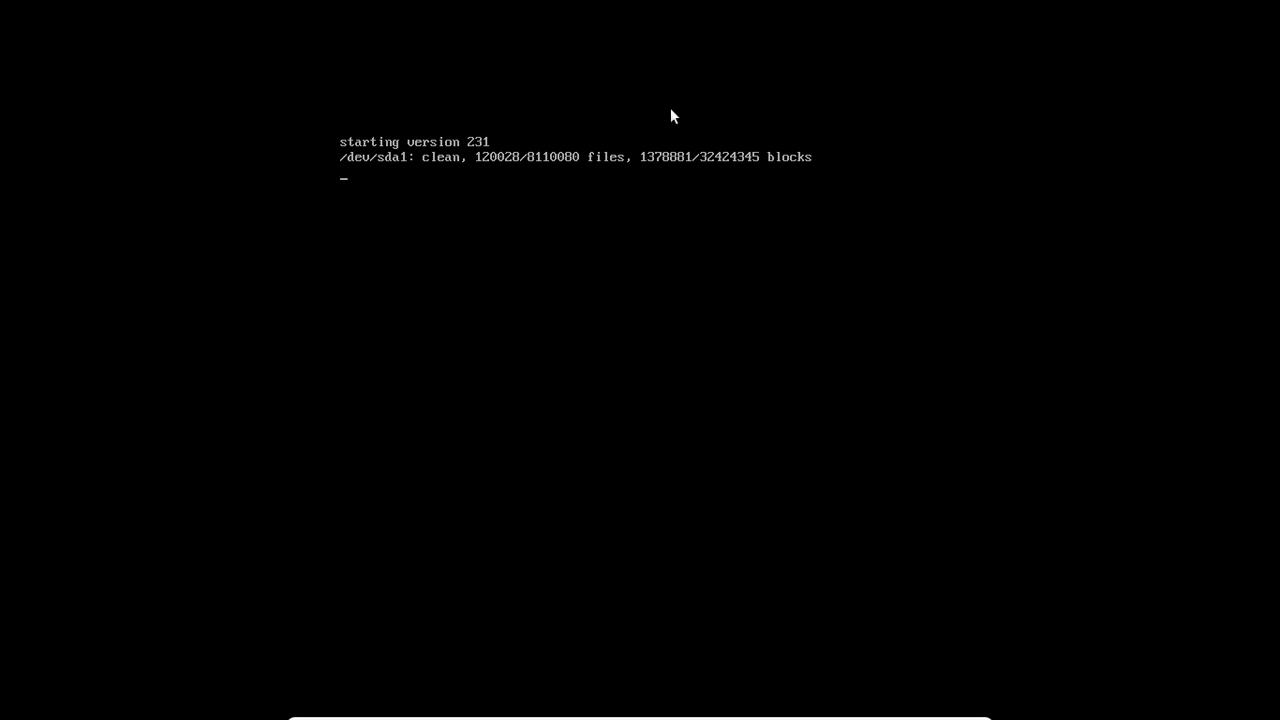 starting version 231
/dev/sda1: clean, 120028/8110080 files, 1378881/32424345 blocks
_